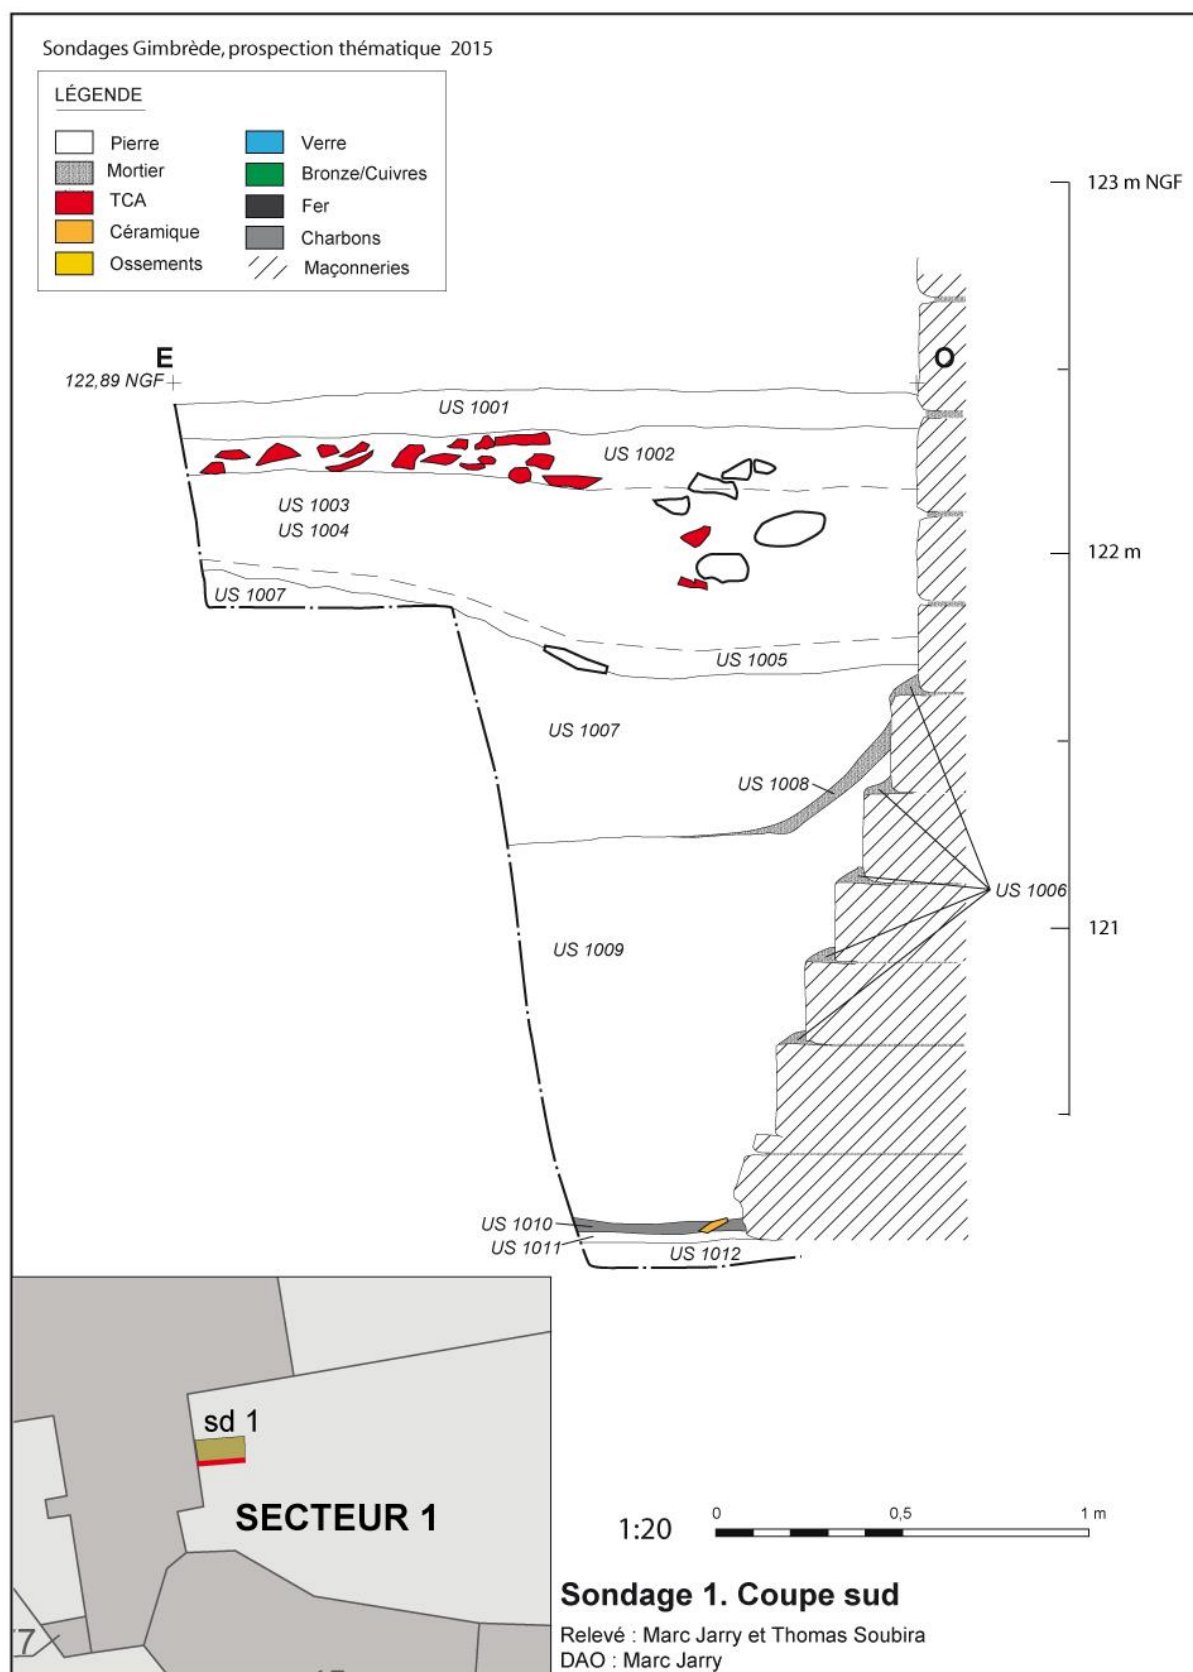 Sondages Gimbrède, prospection thématique 2015
LÉGENDE
Pierre
Mortier
TCA
Céramique
Ossements
Verre
Bronze/Cuivres
Fer
Charbons
Maçonneries
123 m NGF
E
O
122,89 NGF
US 1001
US 1002
US 1003
US 1004
122 m
US 1007
US 1005
US 1007
US 1008
US 1006
121
US 1009
US 1010
US 1011
US 1012
sd 1
SECTEUR 1
1:20
0
0,5
1 m
Sondage 1. Coupe sud
Relevé : Marc Jarry et Thomas Soubira
DAO : Marc Jarry